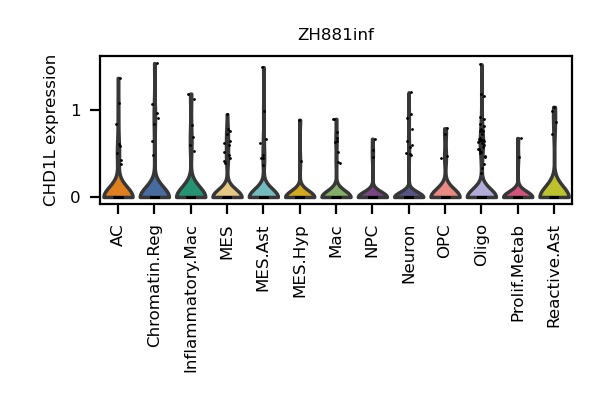 ZH881inf
CHD1L expression
1
0
AC
Chromatin.Reg
Inflammatory.Mac
MES
MES.Ast
MES.Hyp
Mac
NPC
Neuron
OPC
Oligo
Prolif.Metab
Reactive.Ast